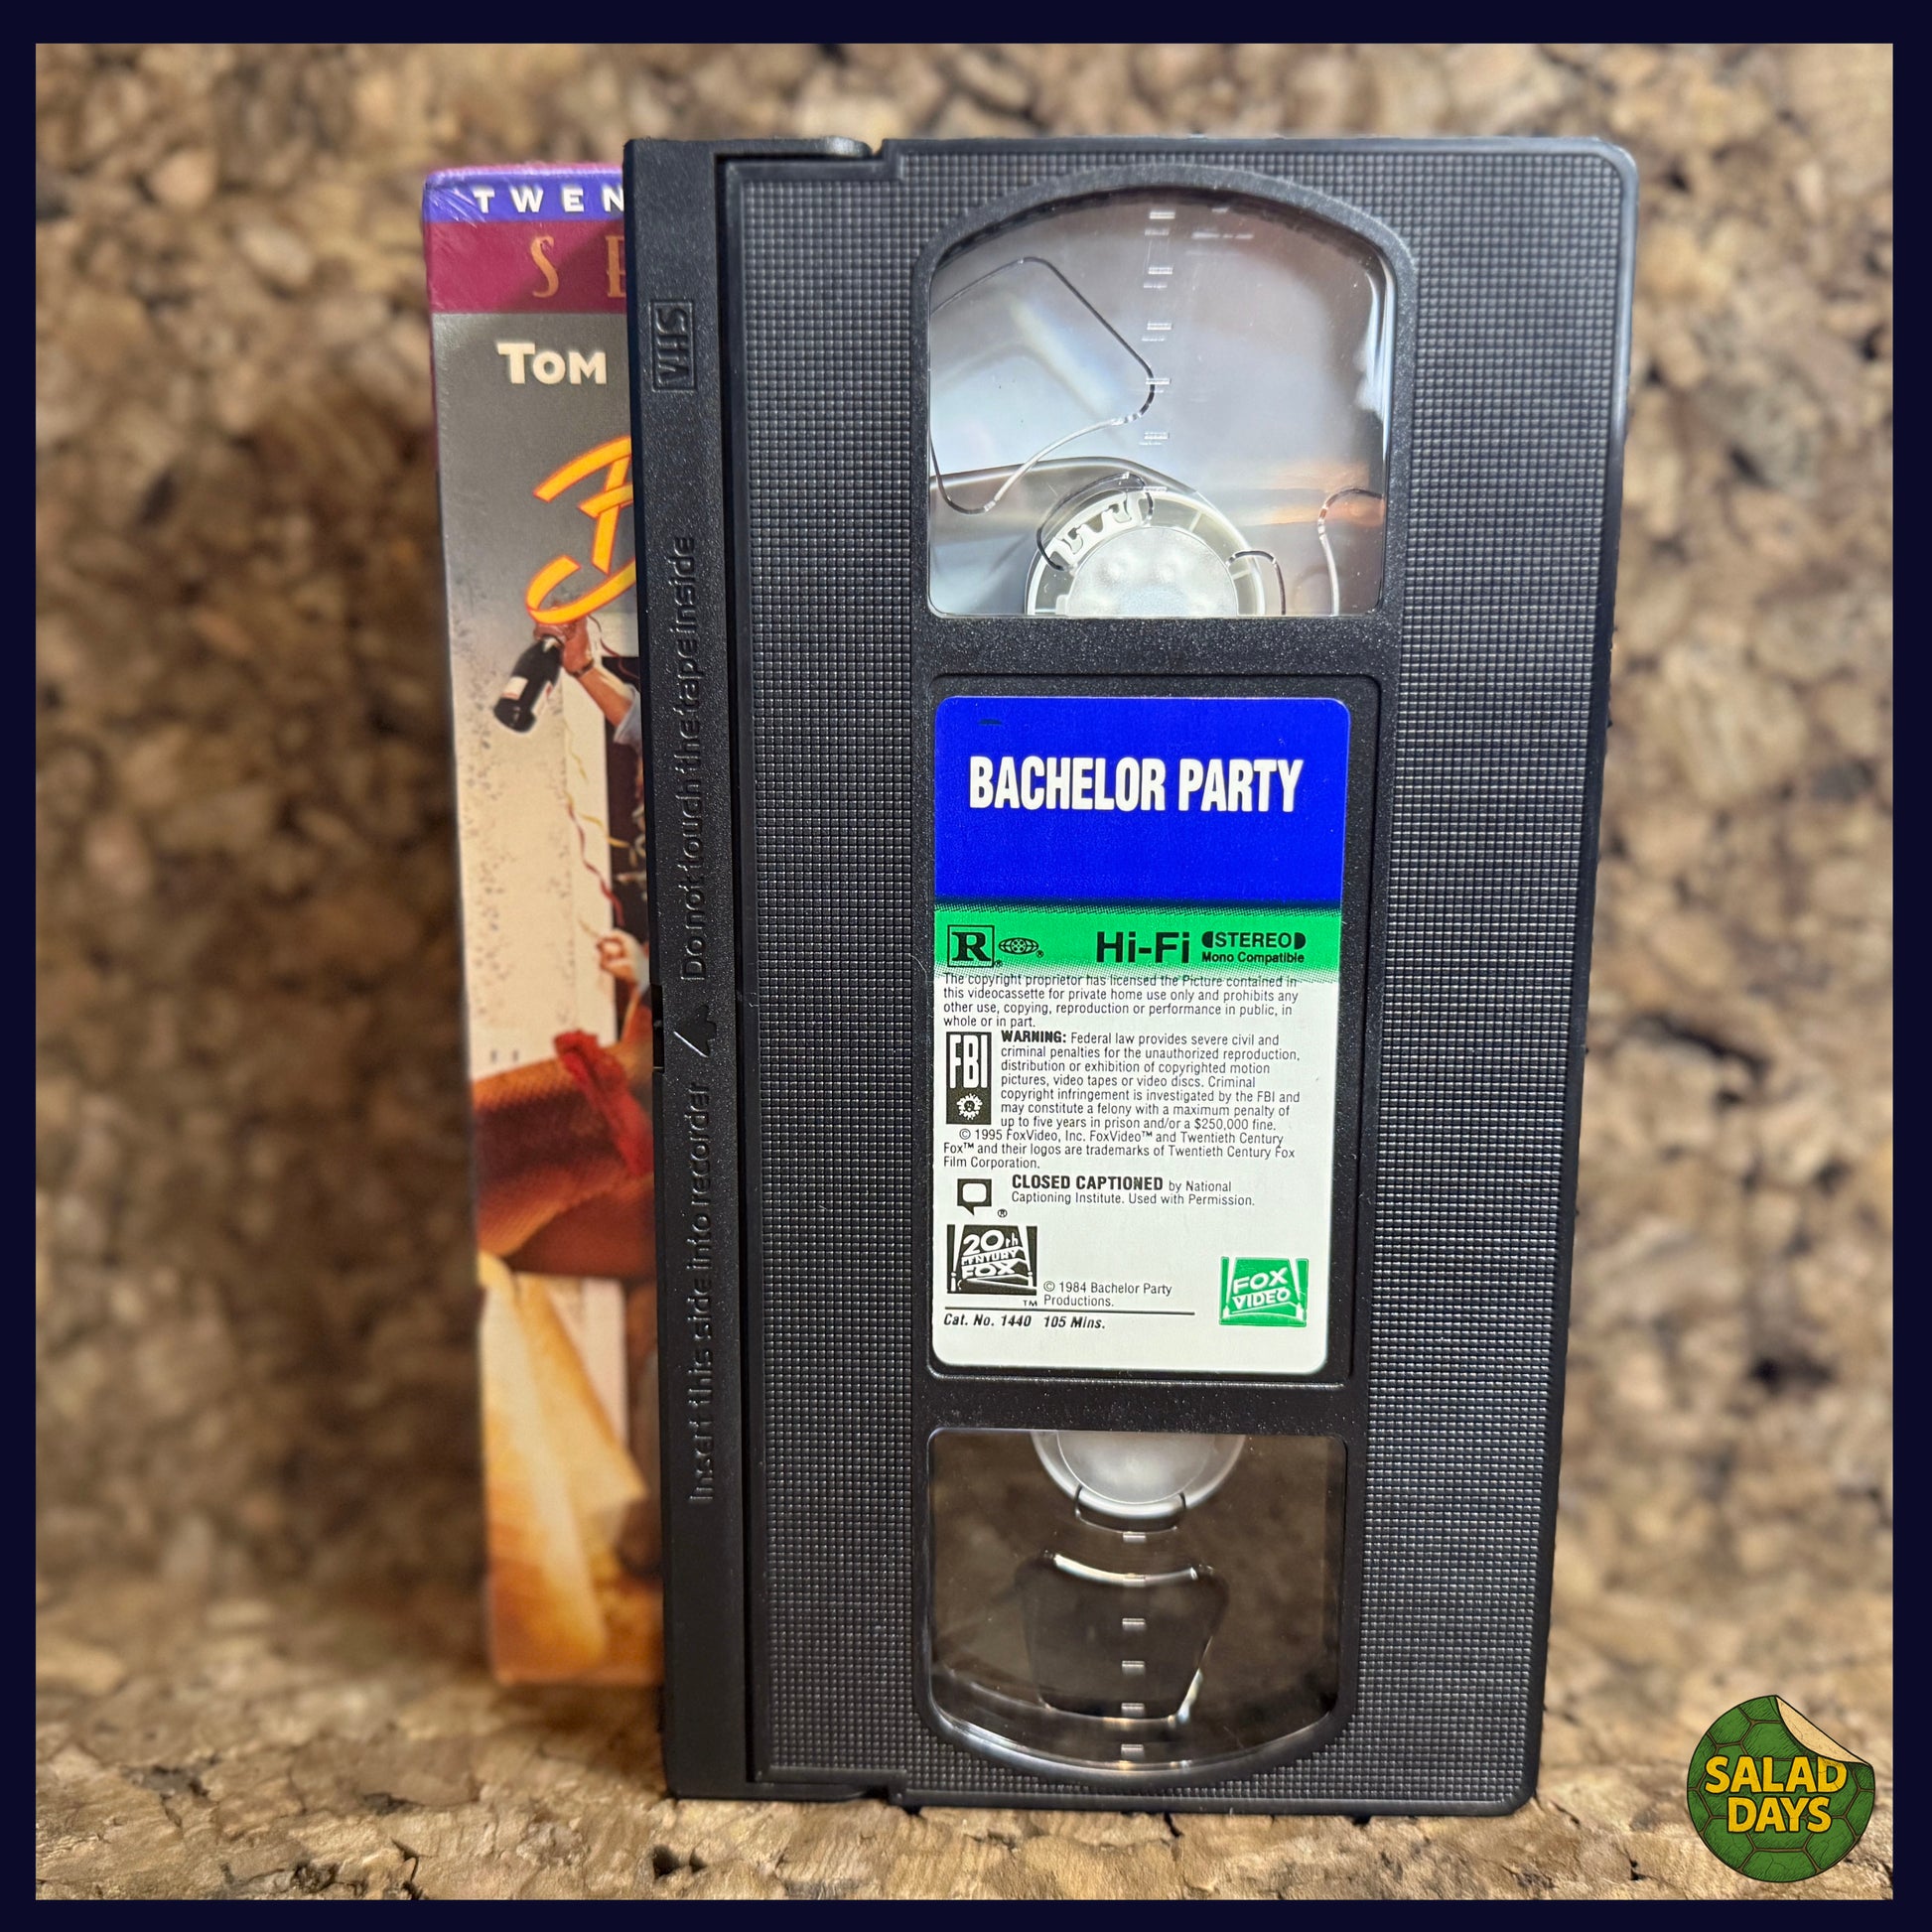 TWEN
SE
TOM
B
VHS
Do not touch the tape inside
Insert this side into recorder
BACHELOR PARTY
R ® ® Hi-Fi STEREO
Mono Compatible
The copyright proprietor has licensed the Picture contained in
this videocassette for private home use only and prohibits any
other use, copying, reproduction or performance in public, in
whole or in part.
FBI
WARNING: Federal law provides severe civil and
criminal penalties for the unauthorized reproduction,
distribution or exhibition of copyrighted motion
pictures, video tapes or video discs. Criminal
copyright infringement is investigated by the FBI and
may constitute a felony with a maximum penalty of
up to five years in prison and/or a $250,000 fine.
© 1995 FoxVideo, Inc. FoxVideo™ and Twentieth Century
Fox™ and their logos are trademarks of Twentieth Century Fox
Film Corporation.
CLOSED CAPTIONED by National
Captioning Institute. Used with Permission.
®
20th
CENTURY
FOX
TM
© 1984 Bachelor Party
Productions.
FOX
VIDEO
Cat. No. 1440 105 Mins.
SALAD
DAYS